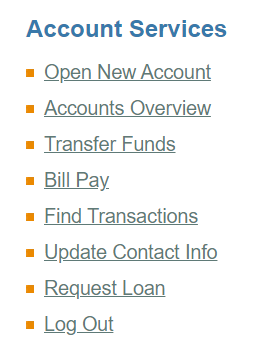 Account Services
Open New Account
Accounts Overview
Transfer Funds
Bill Pay
Find Transactions
Update Contact Info
Request Loan
Log Out